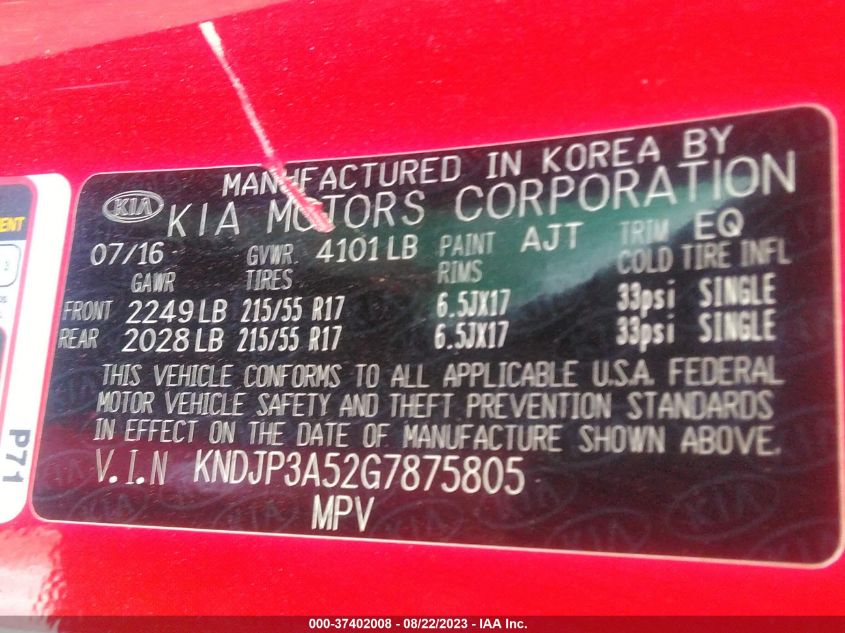 MANUFACTURED IN KOREA BY
KIA KIA MOTORS CORPORATION
07/16 GVWR. 4101 LB PAINT AJT TRIM EQ
GAWR TIRES RIMS COLD TIRE INFL
FRONT 2249 LB 215/55 R17 6.5JX17 33psi SINGLE
REAR 2028 LB 215/55 R17 6.5JX17 33psi SINGLE
THIS VEHICLE CONFORMS TO ALL APPLICABLE U.S.A. FEDERAL
MOTOR VEHICLE SAFETY AND THEFT PREVENTION STANDARDS
IN EFFECT ON THE DATE OF MANUFACTURE SHOWN ABOVE.
V.I.N KNDJP3A52G7875805
MPV
P71
000-37402008 - 08/22/2023 - IAA Inc.